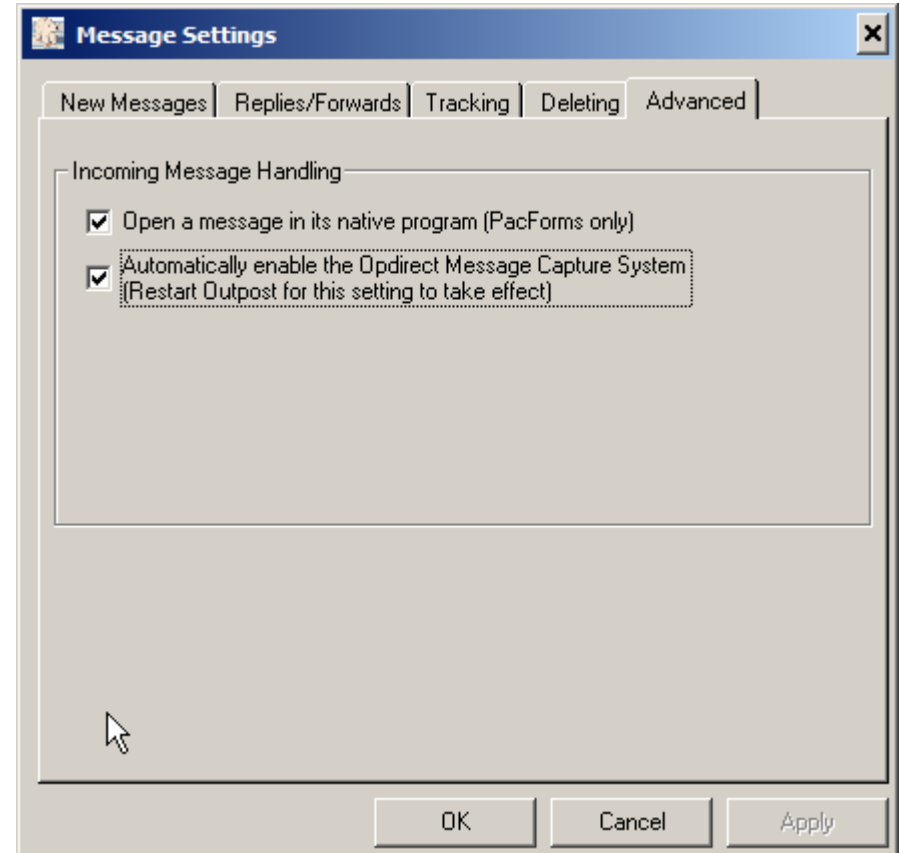 Message Settings
New Messages Replies/Forwards Tracking Deleting Advanced
Incoming Message Handling
Open a message in its native program (PacForms only)
Automatically enable the Opdirect Message Capture System
(Restart Outpost for this setting to take effect)
OK Cancel Apply